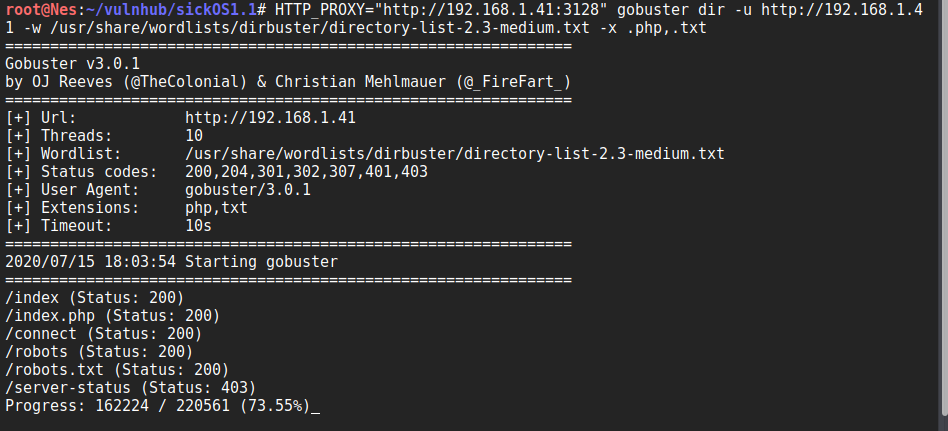 root@Nes:~/vulnhub/sickOS1.1# HTTP_PROXY="http://192.168.1.41:3128" gobuster dir -u http://192.168.1.4
1 -w /usr/share/wordlists/dirbuster/directory-list-2.3-medium.txt -x .php,.txt
===============================================================
Gobuster v3.0.1
by OJ Reeves (@TheColonial) & Christian Mehlmauer (@_FireFart_)
===============================================================
[+] Url:            http://192.168.1.41
[+] Threads:        10
[+] Wordlist:       /usr/share/wordlists/dirbuster/directory-list-2.3-medium.txt
[+] Status codes:   200,204,301,302,307,401,403
[+] User Agent:     gobuster/3.0.1
[+] Extensions:     php,txt
[+] Timeout:        10s
===============================================================
2020/07/15 18:03:54 Starting gobuster
===============================================================
/index (Status: 200)
/index.php (Status: 200)
/connect (Status: 200)
/robots (Status: 200)
/robots.txt (Status: 200)
/server-status (Status: 403)
Progress: 162224 / 220561 (73.55%)_